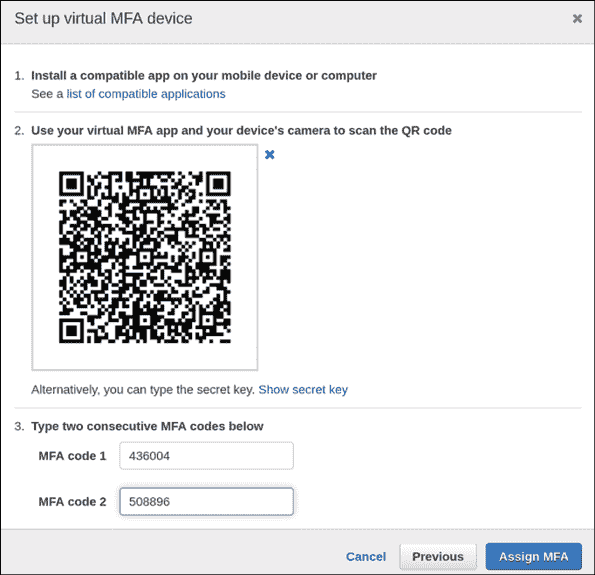 Set up virtual MFA device
1. Install a compatible app on your mobile device or computer
See a list of compatible applications
2. Use your virtual MFA app and your device's camera to scan the QR code
Alternatively, you can type the secret key. Show secret key
3. Type two consecutive MFA codes below
MFA code 1 436004
MFA code 2 508896
Cancel Previous Assign MFA